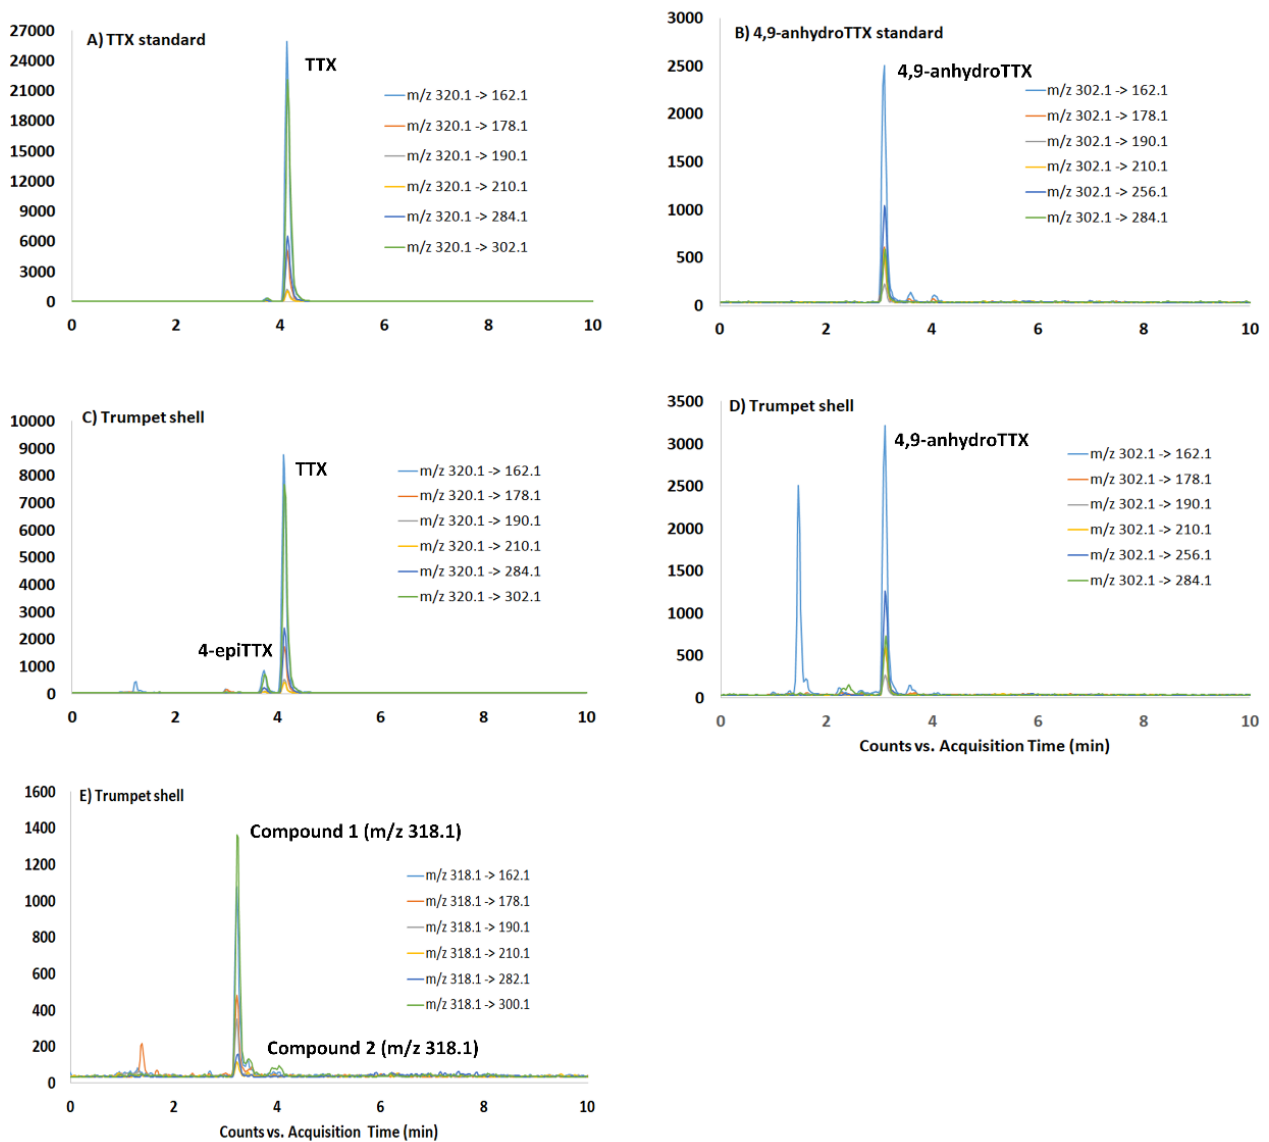 A) TTX standard
TTX
27000
24000
21000
18000
15000
12000
9000
6000
3000
0
m/z 320.1 -> 162.1
m/z 320.1 -> 178.1
m/z 320.1 -> 190.1
m/z 320.1 -> 210.1
m/z 320.1 -> 284.1
m/z 320.1 -> 302.1
0 2 4 6 8 10
B) 4,9-anhydroTTX standard
4,9-anhydroTTX
3000
2500
2000
1500
1000
500
0
m/z 302.1 -> 162.1
m/z 302.1 -> 178.1
m/z 302.1 -> 190.1
m/z 302.1 -> 210.1
m/z 302.1 -> 256.1
m/z 302.1 -> 284.1
0 2 4 6 8 10
C) Trumpet shell
TTX
4-epiTTX
10000
9000
8000
7000
6000
5000
4000
3000
2000
1000
0
m/z 320.1 -> 162.1
m/z 320.1 -> 178.1
m/z 320.1 -> 190.1
m/z 320.1 -> 210.1
m/z 320.1 -> 284.1
m/z 320.1 -> 302.1
0 2 4 6 8 10
D) Trumpet shell
4,9-anhydroTTX
3500
3000
2500
2000
1500
1000
500
0
m/z 302.1 -> 162.1
m/z 302.1 -> 178.1
m/z 302.1 -> 190.1
m/z 302.1 -> 210.1
m/z 302.1 -> 256.1
m/z 302.1 -> 284.1
0 2 4 6 8 10
Counts vs. Acquisition Time (min)
E) Trumpet shell
Compound 1 (m/z 318.1)
Compound 2 (m/z 318.1)
1600
1400
1200
1000
800
600
400
200
0
m/z 318.1 -> 162.1
m/z 318.1 -> 178.1
m/z 318.1 -> 190.1
m/z 318.1 -> 210.1
m/z 318.1 -> 282.1
m/z 318.1 -> 300.1
0 2 4 6 8 10
Counts vs. Acquisition Time (min)